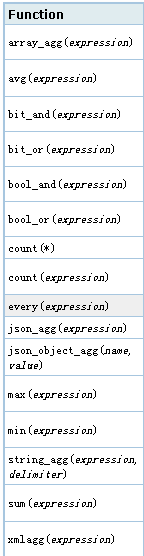 Function
array_agg(expression)
avg(expression)
bit_and(expression)
bit_or(expression)
bool_and(expression)
bool_or(expression)
count(*)
count(expression)
every(expression)
json_agg(expression)
json_object_agg(name,
value)
max(expression)
min(expression)
string_agg(expression,
delimiter)
sum(expression)
xmlagg(expression)